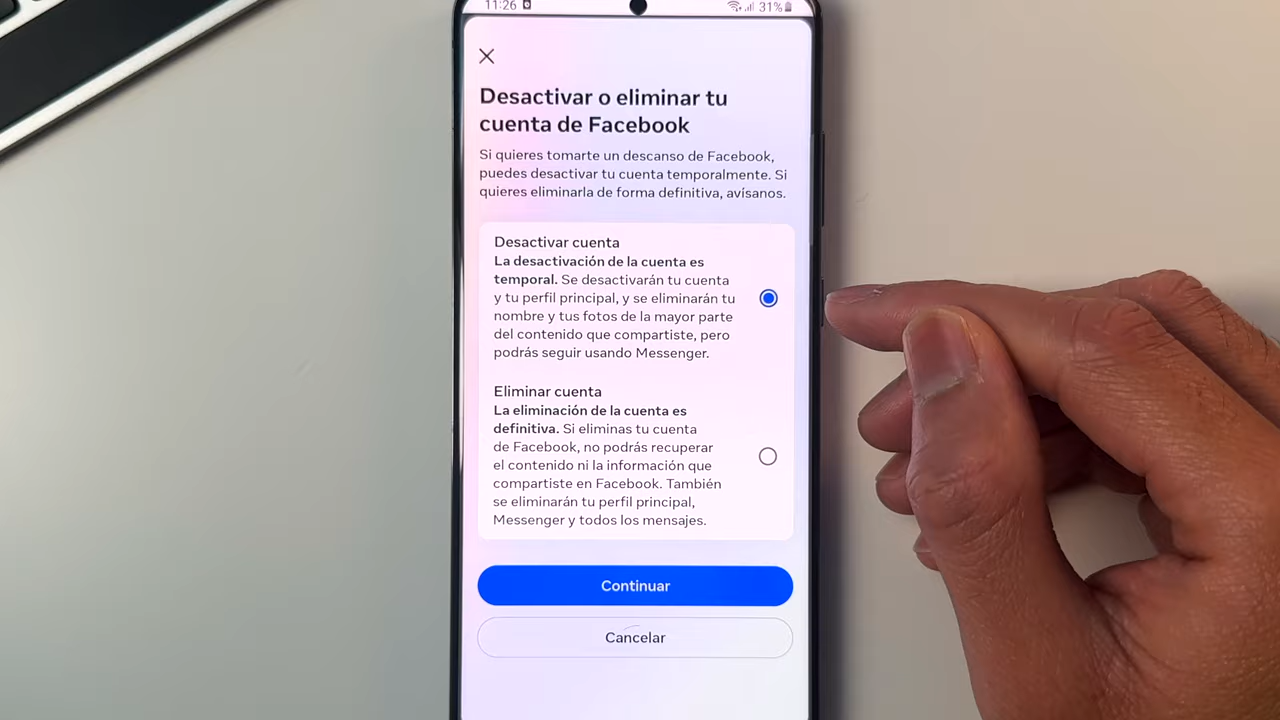 11:26 31%
Desactivar o eliminar tu
cuenta de Facebook
Si quieres tomarte un descanso de Facebook,
puedes desactivar tu cuenta temporalmente. Si
quieres eliminarla de forma definitiva, avísanos.
Desactivar cuenta
La desactivación de la cuenta es
temporal. Se desactivarán tu cuenta
y tu perfil principal, y se eliminarán tu
nombre y tus fotos de la mayor parte
del contenido que compartiste, pero
podrás seguir usando Messenger.
Eliminar cuenta
La eliminación de la cuenta es
definitiva. Si eliminas tu cuenta
de Facebook, no podrás recuperar
el contenido ni la información que
compartiste en Facebook. También
se eliminarán tu perfil principal,
Messenger y todos los mensajes.
Continuar
Cancelar